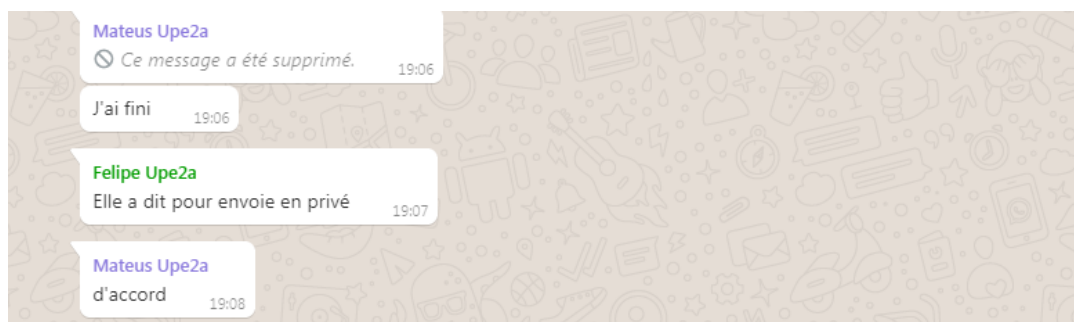 Mateus Upe2a
Ce message a été supprimé. 19:06
J'ai fini 19:06
Felipe Upe2a
Elle a dit pour envoie en privé 19:07
Mateus Upe2a
d'accord 19:08